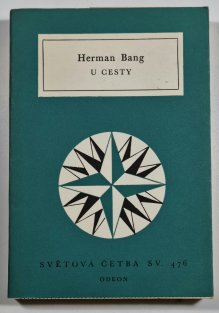 Herman Bang
U CESTY
SVĚTOVÁ ČETBA SV. 476
ODEON